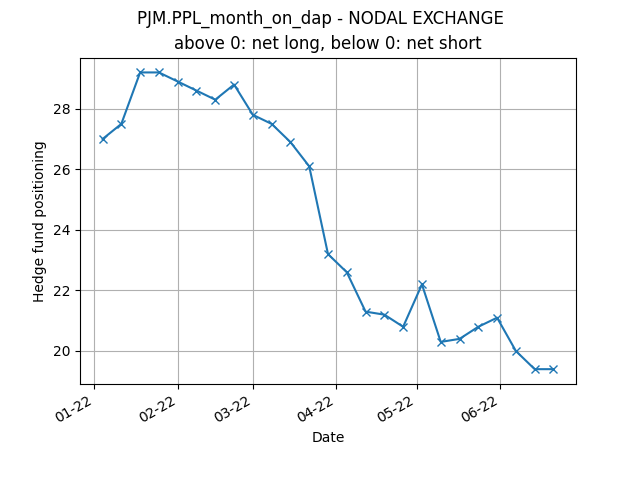 PJM.PPL_month_on_dap - NODAL EXCHANGE
above 0: net long, below 0: net short
Hedge fund positioning
28
26
24
22
20
01-22
02-22
03-22
04-22
05-22
06-22
Date